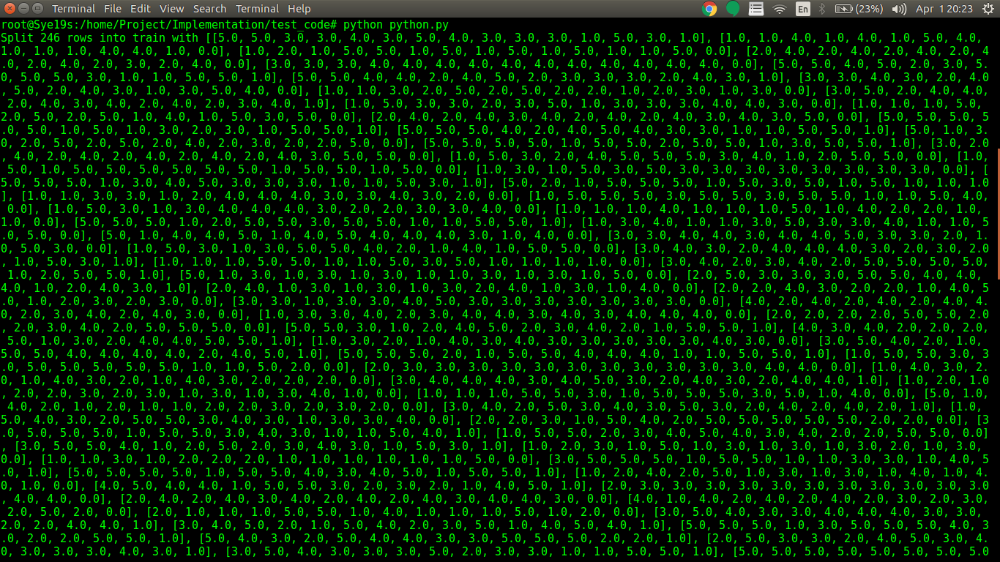 Terminal File Edit View Search Terminal Help En (23%) Apr 1 20:23
root@Sye19s:/home/Project/Implementation/test_code# python python.py
Split 246 rows into train with [[5.0, 5.0, 3.0, 3.0, 4.0, 3.0, 5.0, 4.0, 3.0, 3.0, 3.0, 1.0, 5.0, 3.0, 1.0], [1.0, 1.0, 4.0, 1.0, 4.0, 1.0, 5.0, 4.0,
1.0, 1.0, 1.0, 4.0, 4.0, 1.0, 0.0], [1.0, 2.0, 1.0, 5.0, 5.0, 1.0, 5.0, 1.0, 5.0, 1.0, 5.0, 1.0, 1.0, 5.0, 0.0], [2.0, 4.0, 2.0, 4.0, 2.0, 4.0, 2.0, 4
.0, 2.0, 4.0, 2.0, 3.0, 2.0, 4.0, 0.0], [3.0, 3.0, 3.0, 4.0, 4.0, 4.0, 4.0, 4.0, 4.0, 4.0, 4.0, 4.0, 4.0, 4.0, 0.0], [5.0, 5.0, 4.0, 5.0, 2.0, 3.0, 5.
0, 5.0, 5.0, 3.0, 1.0, 1.0, 5.0, 5.0, 1.0], [5.0, 5.0, 4.0, 4.0, 2.0, 4.0, 5.0, 2.0, 3.0, 3.0, 3.0, 2.0, 4.0, 3.0, 1.0], [3.0, 3.0, 4.0, 3.0, 2.0, 4.0
, 5.0, 2.0, 4.0, 3.0, 1.0, 3.0, 5.0, 4.0, 0.0], [1.0, 1.0, 3.0, 2.0, 5.0, 2.0, 5.0, 2.0, 2.0, 1.0, 2.0, 3.0, 1.0, 3.0, 0.0], [3.0, 5.0, 2.0, 4.0, 4.0,
 2.0, 4.0, 3.0, 4.0, 2.0, 4.0, 2.0, 3.0, 4.0, 1.0], [1.0, 5.0, 3.0, 3.0, 2.0, 3.0, 5.0, 1.0, 3.0, 3.0, 3.0, 4.0, 4.0, 3.0, 0.0], [1.0, 1.0, 1.0, 5.0,
2.0, 5.0, 2.0, 5.0, 1.0, 4.0, 1.0, 5.0, 3.0, 5.0, 0.0], [2.0, 4.0, 2.0, 4.0, 3.0, 4.0, 2.0, 4.0, 2.0, 4.0, 3.0, 4.0, 3.0, 5.0, 0.0], [5.0, 5.0, 5.0, 5
.0, 5.0, 1.0, 5.0, 1.0, 3.0, 2.0, 3.0, 1.0, 5.0, 5.0, 1.0], [5.0, 5.0, 5.0, 4.0, 2.0, 4.0, 5.0, 4.0, 3.0, 3.0, 1.0, 1.0, 5.0, 5.0, 1.0], [5.0, 1.0, 3.
0, 2.0, 5.0, 2.0, 5.0, 2.0, 4.0, 2.0, 3.0, 2.0, 2.0, 5.0, 0.0], [5.0, 5.0, 5.0, 5.0, 1.0, 5.0, 5.0, 2.0, 5.0, 5.0, 1.0, 3.0, 5.0, 5.0, 1.0], [3.0, 2.0
, 4.0, 2.0, 4.0, 2.0, 4.0, 2.0, 4.0, 2.0, 4.0, 3.0, 5.0, 5.0, 0.0], [1.0, 5.0, 3.0, 2.0, 4.0, 5.0, 5.0, 5.0, 3.0, 4.0, 1.0, 2.0, 5.0, 5.0, 0.0], [1.0,
 5.0, 1.0, 5.0, 5.0, 5.0, 5.0, 5.0, 5.0, 1.0, 5.0, 5.0, 1.0, 5.0, 0.0], [1.0, 3.0, 1.0, 5.0, 3.0, 5.0, 3.0, 3.0, 3.0, 3.0, 3.0, 3.0, 3.0, 3.0, 0.0], [
5.0, 5.0, 5.0, 1.0, 3.0, 4.0, 5.0, 3.0, 3.0, 3.0, 1.0, 1.0, 5.0, 3.0, 1.0], [5.0, 2.0, 1.0, 5.0, 5.0, 5.0, 1.0, 5.0, 3.0, 5.0, 1.0, 5.0, 1.0, 1.0, 1.0
], [1.0, 1.0, 3.0, 3.0, 1.0, 2.0, 4.0, 4.0, 4.0, 3.0, 3.0, 4.0, 3.0, 2.0, 0.0], [1.0, 5.0, 5.0, 5.0, 3.0, 5.0, 5.0, 3.0, 5.0, 5.0, 1.0, 1.0, 5.0, 4.0,
 0.0], [1.0, 5.0, 3.0, 1.0, 3.0, 4.0, 4.0, 4.0, 3.0, 2.0, 2.0, 3.0, 3.0, 4.0, 0.0], [1.0, 1.0, 1.0, 4.0, 1.0, 1.0, 1.0, 5.0, 1.0, 4.0, 2.0, 2.0, 1.0,
1.0, 0.0], [5.0, 5.0, 5.0, 1.0, 2.0, 5.0, 5.0, 3.0, 5.0, 5.0, 1.0, 1.0, 5.0, 5.0, 1.0], [1.0, 3.0, 4.0, 1.0, 1.0, 3.0, 5.0, 3.0, 3.0, 4.0, 1.0, 1.0, 5
.0, 5.0, 0.0], [5.0, 1.0, 4.0, 4.0, 5.0, 1.0, 4.0, 5.0, 4.0, 4.0, 4.0, 3.0, 1.0, 4.0, 0.0], [3.0, 3.0, 4.0, 4.0, 3.0, 4.0, 4.0, 5.0, 3.0, 3.0, 2.0, 1.
0, 5.0, 3.0, 0.0], [1.0, 5.0, 3.0, 1.0, 3.0, 5.0, 5.0, 4.0, 2.0, 1.0, 4.0, 1.0, 5.0, 5.0, 0.0], [3.0, 4.0, 3.0, 2.0, 4.0, 4.0, 4.0, 3.0, 2.0, 3.0, 2.0
, 1.0, 5.0, 3.0, 1.0], [1.0, 1.0, 1.0, 5.0, 5.0, 1.0, 1.0, 5.0, 3.0, 5.0, 1.0, 1.0, 1.0, 1.0, 0.0], [3.0, 4.0, 2.0, 3.0, 4.0, 2.0, 5.0, 5.0, 5.0, 5.0,
 1.0, 2.0, 5.0, 5.0, 1.0], [5.0, 1.0, 3.0, 1.0, 3.0, 1.0, 3.0, 1.0, 1.0, 3.0, 1.0, 3.0, 1.0, 5.0, 0.0], [2.0, 5.0, 3.0, 3.0, 3.0, 5.0, 5.0, 4.0, 4.0,
4.0, 1.0, 2.0, 4.0, 3.0, 1.0], [2.0, 4.0, 1.0, 3.0, 1.0, 3.0, 1.0, 3.0, 2.0, 4.0, 1.0, 3.0, 1.0, 4.0, 0.0], [2.0, 2.0, 4.0, 3.0, 2.0, 2.0, 1.0, 4.0, 5
.0, 1.0, 2.0, 3.0, 2.0, 3.0, 0.0], [3.0, 3.0, 1.0, 3.0, 3.0, 4.0, 5.0, 3.0, 3.0, 3.0, 3.0, 3.0, 3.0, 3.0, 0.0], [4.0, 2.0, 4.0, 2.0, 4.0, 2.0, 4.0, 4.
0, 2.0, 3.0, 4.0, 2.0, 4.0, 3.0, 0.0], [1.0, 3.0, 3.0, 4.0, 2.0, 3.0, 4.0, 4.0, 3.0, 4.0, 3.0, 4.0, 4.0, 4.0, 0.0], [2.0, 2.0, 2.0, 2.0, 5.0, 5.0, 2.0
, 2.0, 3.0, 4.0, 2.0, 5.0, 5.0, 5.0, 0.0], [5.0, 5.0, 3.0, 1.0, 2.0, 4.0, 5.0, 2.0, 3.0, 4.0, 2.0, 1.0, 5.0, 5.0, 1.0], [4.0, 3.0, 4.0, 2.0, 2.0, 2.0,
 5.0, 1.0, 3.0, 2.0, 4.0, 4.0, 5.0, 5.0, 1.0], [1.0, 3.0, 2.0, 1.0, 4.0, 3.0, 4.0, 3.0, 3.0, 3.0, 3.0, 3.0, 4.0, 3.0, 0.0], [3.0, 5.0, 4.0, 2.0, 1.0,
5.0, 5.0, 4.0, 4.0, 4.0, 4.0, 2.0, 4.0, 5.0, 1.0], [5.0, 5.0, 5.0, 2.0, 1.0, 5.0, 5.0, 4.0, 4.0, 4.0, 1.0, 1.0, 5.0, 5.0, 1.0], [1.0, 5.0, 5.0, 3.0, 3.
0, 5.0, 5.0, 5.0, 5.0, 5.0, 1.0, 1.0, 5.0, 2.0, 0.0], [2.0, 3.0, 3.0, 3.0, 3.0, 3.0, 3.0, 3.0, 3.0, 3.0, 3.0, 3.0, 4.0, 4.0, 0.0], [1.0, 4.0, 3.0, 2.
0, 1.0, 4.0, 3.0, 2.0, 1.0, 4.0, 3.0, 2.0, 2.0, 2.0, 0.0], [3.0, 4.0, 4.0, 4.0, 3.0, 4.0, 5.0, 3.0, 2.0, 4.0, 3.0, 2.0, 4.0, 4.0, 1.0], [1.0, 2.0, 1.0
, 2.0, 2.0, 3.0, 2.0, 3.0, 1.0, 3.0, 1.0, 3.0, 4.0, 1.0, 0.0], [1.0, 1.0, 1.0, 5.0, 5.0, 3.0, 1.0, 5.0, 5.0, 5.0, 3.0, 5.0, 1.0, 4.0, 0.0], [5.0, 1.0,
 4.0, 2.0, 1.0, 2.0, 1.0, 1.0, 2.0, 2.0, 3.0, 2.0, 3.0, 2.0, 0.0], [3.0, 4.0, 2.0, 5.0, 3.0, 4.0, 3.0, 5.0, 3.0, 2.0, 4.0, 2.0, 4.0, 2.0, 1.0], [1.0,
5.0, 4.0, 3.0, 2.0, 5.0, 5.0, 3.0, 4.0, 3.0, 1.0, 3.0, 3.0, 4.0, 0.0], [2.0, 2.0, 3.0, 1.0, 5.0, 4.0, 2.0, 5.0, 5.0, 5.0, 5.0, 5.0, 2.0, 2.0, 0.0], [3
.0, 5.0, 5.0, 5.0, 1.0, 5.0, 5.0, 3.0, 4.0, 3.0, 1.0, 1.0, 5.0, 4.0, 1.0], [1.0, 5.0, 5.0, 2.0, 3.0, 4.0, 5.0, 4.0, 3.0, 4.0, 2.0, 2.0, 5.0, 5.0, 0.0]
, [3.0, 5.0, 5.0, 4.0, 1.0, 2.0, 5.0, 2.0, 3.0, 4.0, 3.0, 1.0, 5.0, 3.0, 1.0], [1.0, 2.0, 3.0, 1.0, 5.0, 1.0, 3.0, 1.0, 3.0, 1.0, 3.0, 2.0, 1.0, 3.0,
0.0], [1.0, 1.0, 3.0, 1.0, 2.0, 2.0, 2.0, 1.0, 1.0, 1.0, 1.0, 1.0, 1.0, 5.0, 0.0], [3.0, 5.0, 5.0, 5.0, 1.0, 5.0, 5.0, 1.0, 1.0, 3.0, 3.0, 1.0, 4.0, 5
.0, 1.0], [5.0, 5.0, 5.0, 5.0, 1.0, 5.0, 5.0, 4.0, 3.0, 4.0, 5.0, 1.0, 5.0, 5.0, 1.0], [1.0, 2.0, 4.0, 2.0, 5.0, 1.0, 3.0, 1.0, 3.0, 1.0, 4.0, 1.0, 4.
0, 1.0, 0.0], [4.0, 5.0, 4.0, 4.0, 1.0, 5.0, 5.0, 3.0, 2.0, 3.0, 2.0, 1.0, 4.0, 5.0, 1.0], [2.0, 3.0, 3.0, 3.0, 3.0, 3.0, 3.0, 3.0, 3.0, 3.0, 3.0, 3.0
, 4.0, 4.0, 0.0], [2.0, 4.0, 2.0, 4.0, 3.0, 4.0, 2.0, 4.0, 2.0, 4.0, 3.0, 4.0, 4.0, 3.0, 0.0], [4.0, 1.0, 4.0, 2.0, 4.0, 2.0, 4.0, 2.0, 3.0, 2.0, 3.0,
 2.0, 5.0, 2.0, 0.0], [2.0, 1.0, 1.0, 1.0, 5.0, 5.0, 1.0, 4.0, 1.0, 1.0, 1.0, 5.0, 1.0, 2.0, 0.0], [3.0, 5.0, 4.0, 3.0, 3.0, 4.0, 4.0, 4.0, 3.0, 3.0,
2.0, 2.0, 4.0, 4.0, 1.0], [3.0, 4.0, 5.0, 2.0, 1.0, 5.0, 4.0, 2.0, 3.0, 5.0, 1.0, 4.0, 5.0, 4.0, 1.0], [5.0, 5.0, 5.0, 1.0, 3.0, 5.0, 5.0, 5.0, 4.0, 3
.0, 2.0, 2.0, 5.0, 5.0, 1.0], [5.0, 4.0, 3.0, 2.0, 5.0, 4.0, 5.0, 3.0, 3.0, 5.0, 5.0, 5.0, 2.0, 2.0, 1.0], [2.0, 5.0, 3.0, 3.0, 2.0, 4.0, 5.0, 3.0, 4.
0, 3.0, 3.0, 3.0, 4.0, 3.0, 1.0], [3.0, 5.0, 4.0, 3.0, 3.0, 3.0, 5.0, 2.0, 3.0, 3.0, 1.0, 1.0, 5.0, 5.0, 1.0], [5.0, 5.0, 5.0, 5.0, 5.0, 5.0, 5.0, 5.0